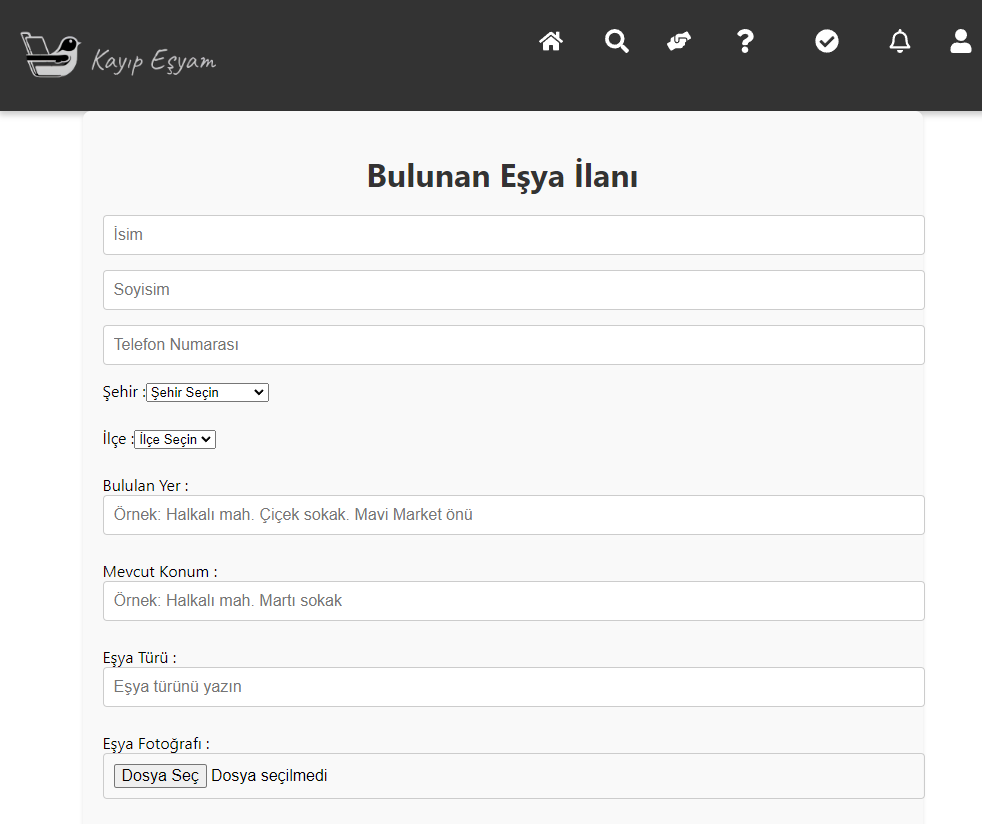 Kayıp Eşyam
Bulunan Eşya İlanı
İsim
Soyisim
Telefon Numarası
Şehir : Şehir Seçin
İlçe : İlçe Seçin
Bululan Yer :
Örnek: Halkalı mah. Çiçek sokak. Mavi Market önü
Mevcut Konum :
Örnek: Halkalı mah. Martı sokak
Eşya Türü :
Eşya türünü yazın
Eşya Fotoğrafı :
Dosya Seç Dosya seçilmedi